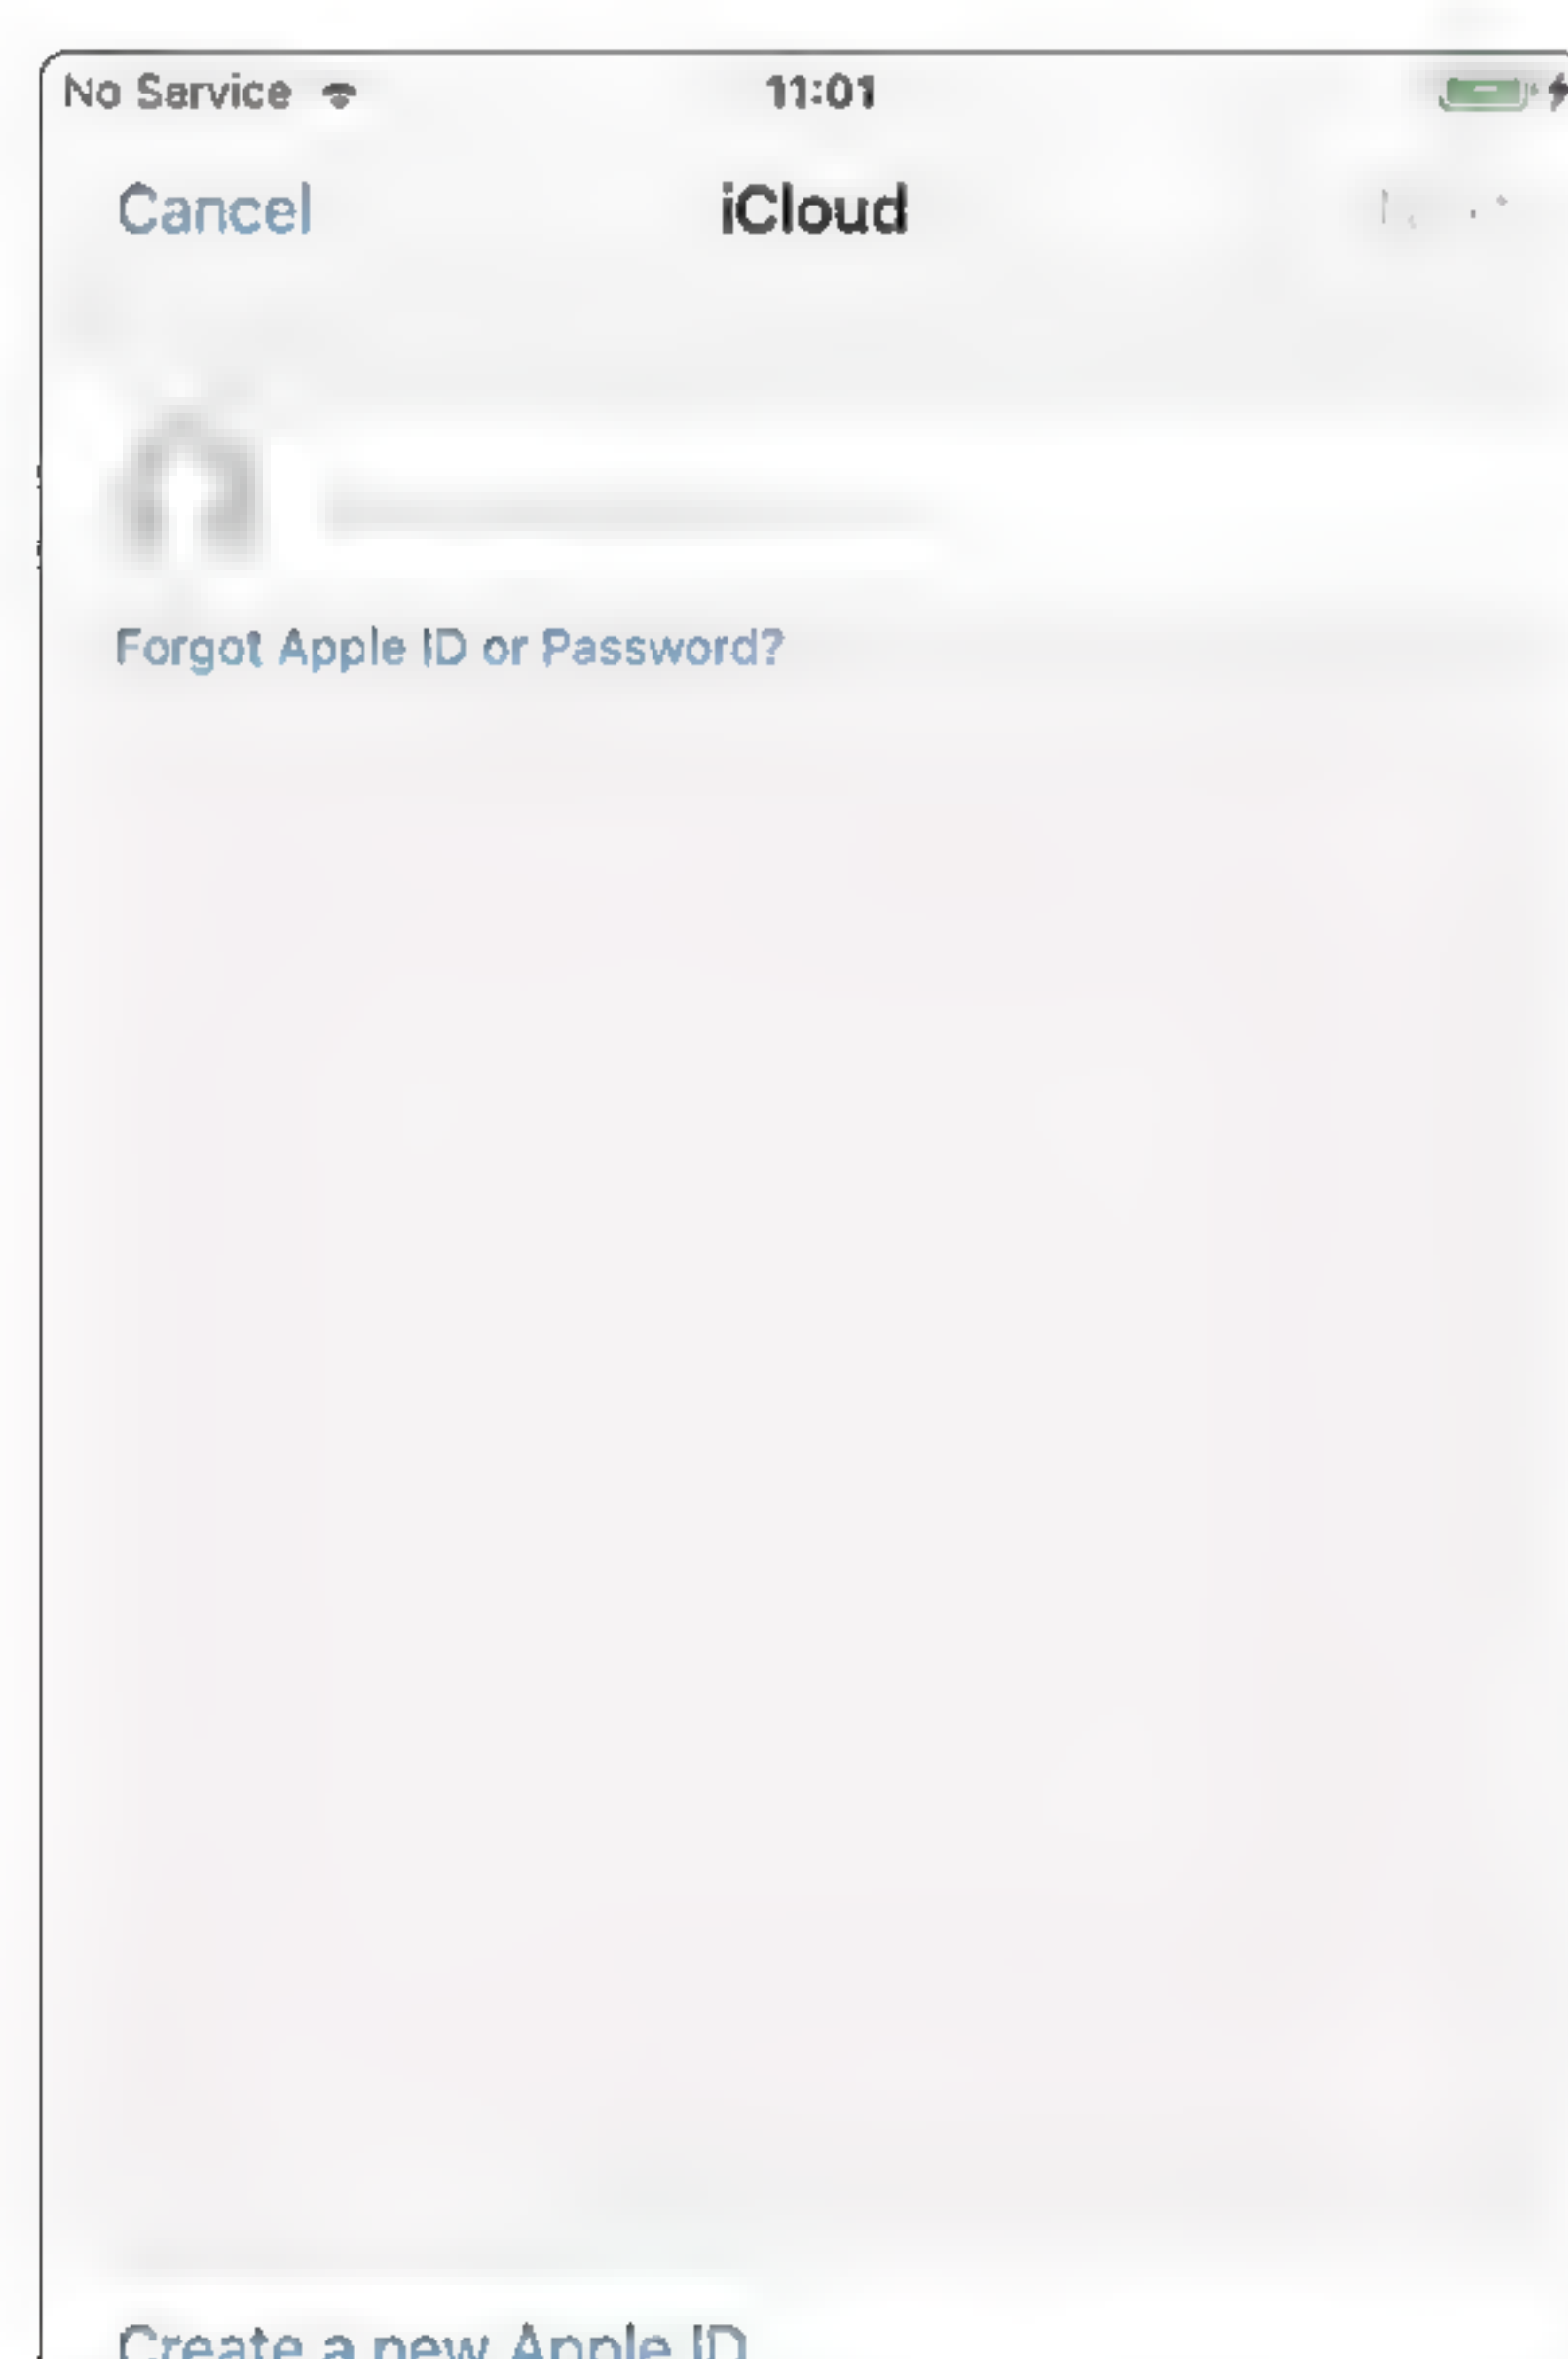 No Service 11:01
Cancel iCloud
Forgot Apple ID or Password?
Create a new Apple ID